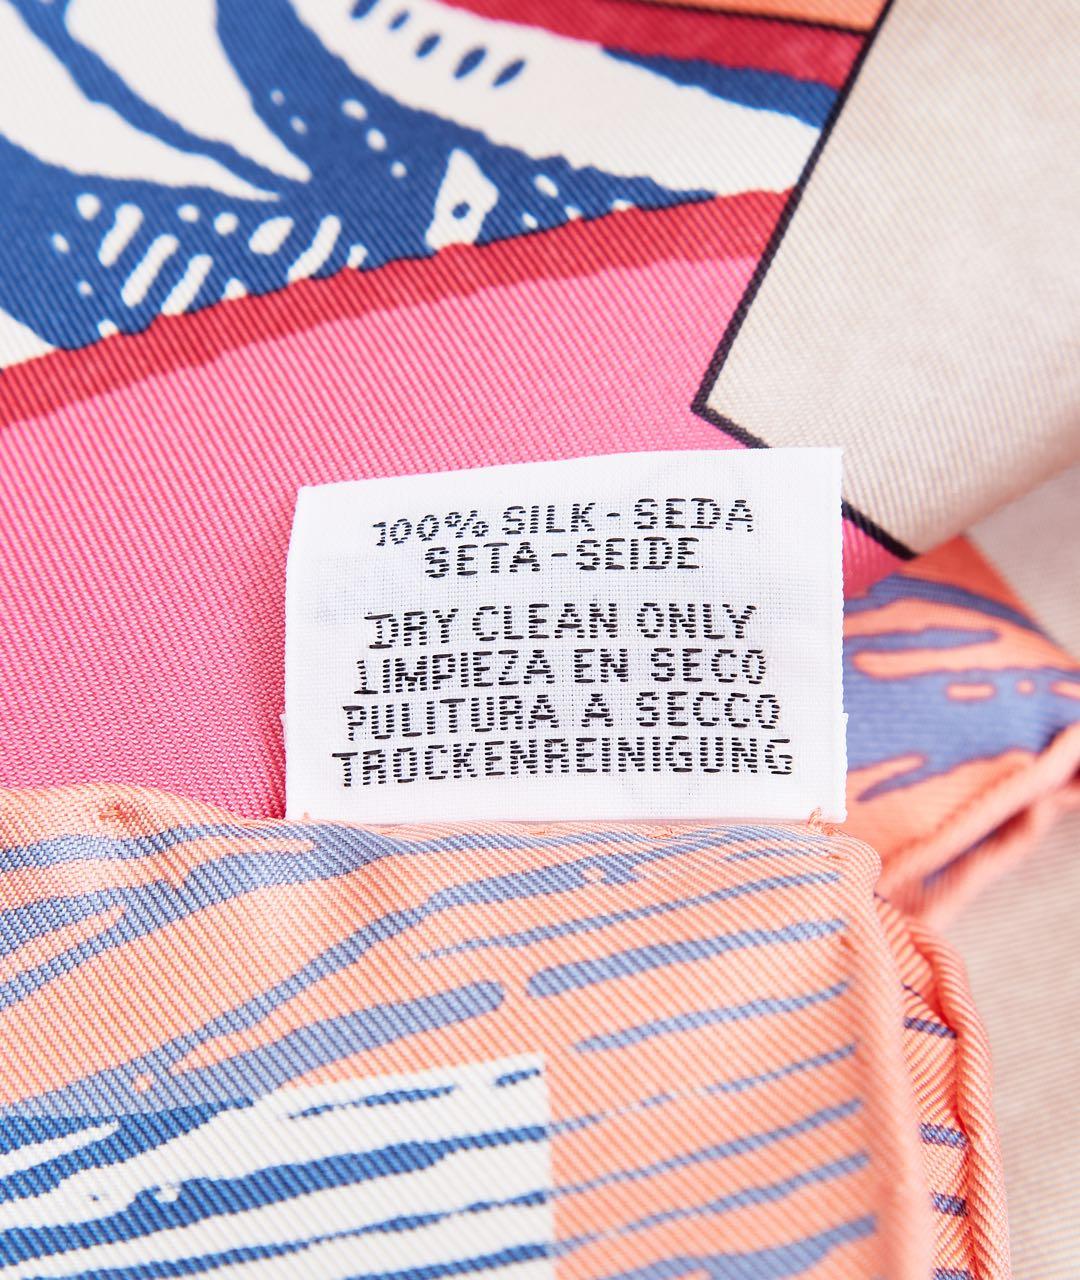 100% SILK-SEDA
SETA-SEIDE
DRY CLEAN ONLY
LIMPIEZA EN SECO
PULITURA A SECCO
TROCKENREINIGUNG